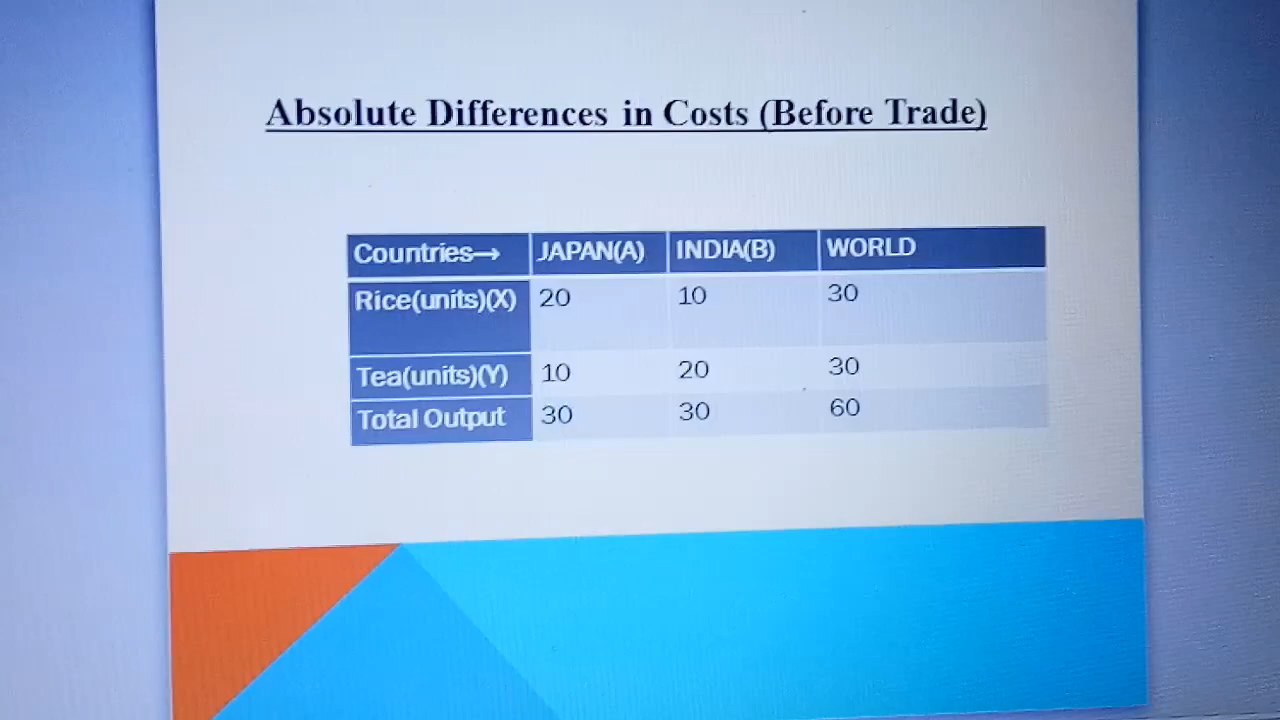 Absolute Differences in Costs (Before Trade)
Countries→ JAPAN(A) INDIA(B) WORLD
Rice(units)(X) 20 10 30
Tea(units)(Y) 10 20 30
Total Output 30 30 60